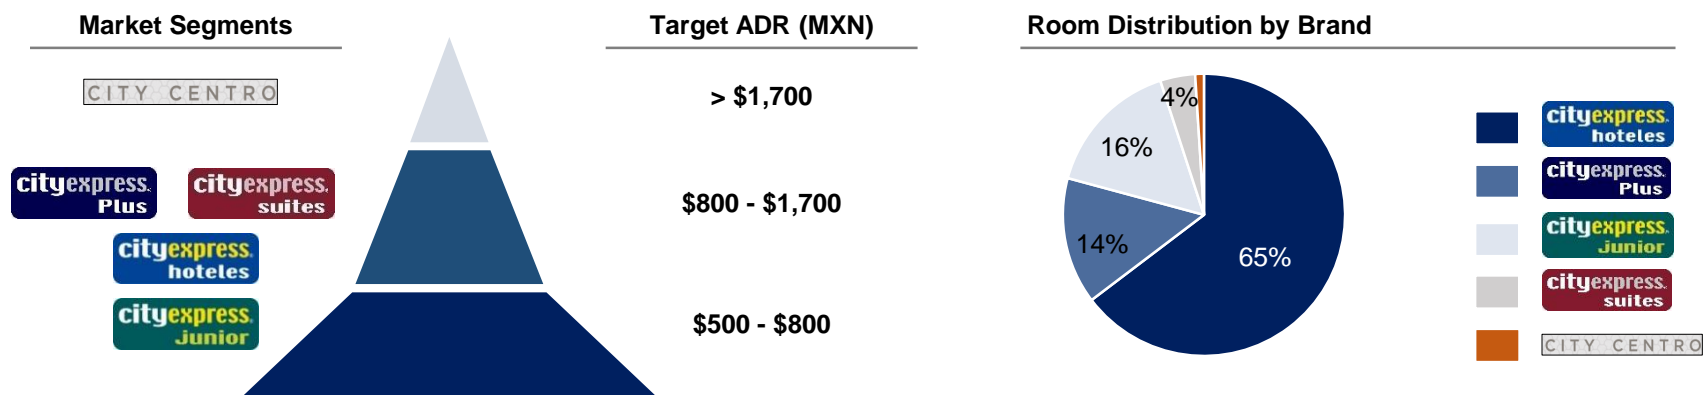 Market Segments
CITY CENTRO
cityexpress.
Plus
cityexpress.
suites
cityexpress.
hoteles
cityexpress.
junior
Target ADR (MXN)
> $1,700
$800 - $1,700
$500 - $800
Room Distribution by Brand
4%
16%
14%
65%
cityexpress.
hoteles
cityexpress.
Plus
cityexpress.
junior
cityexpress.
suites
CITY CENTRO